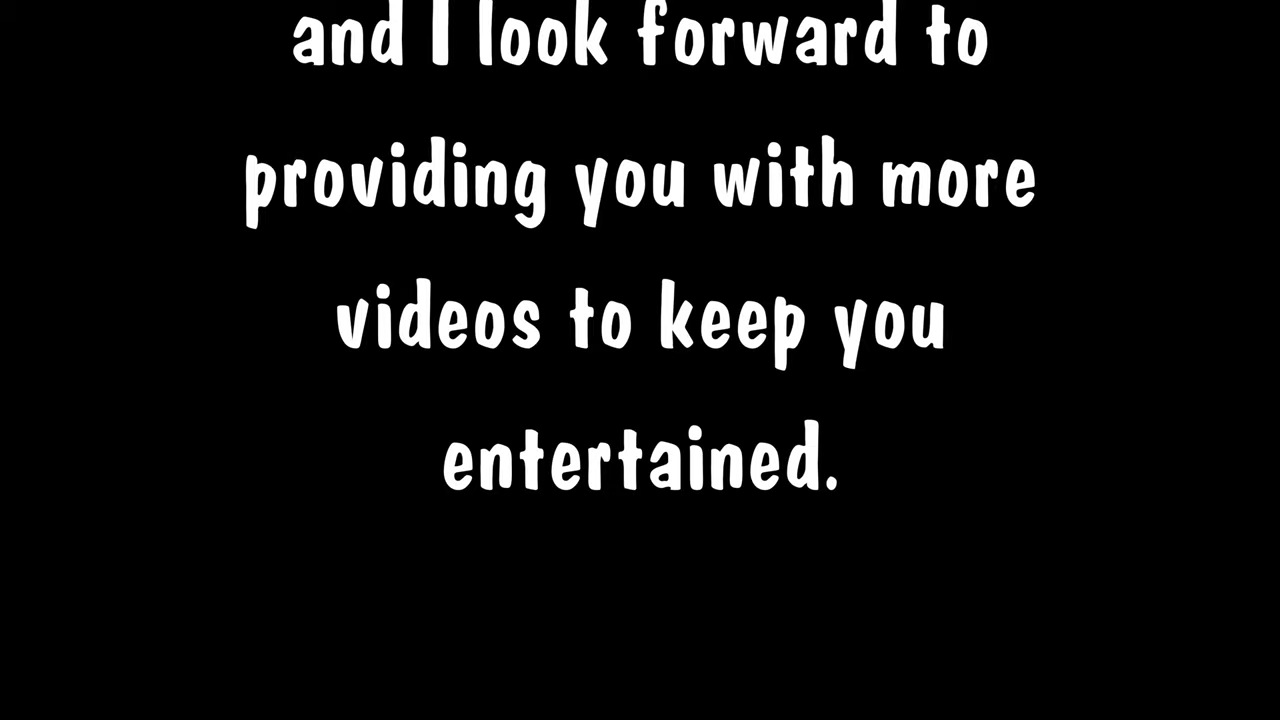 and I look forward to
providing you with more
videos to keep you
entertained.